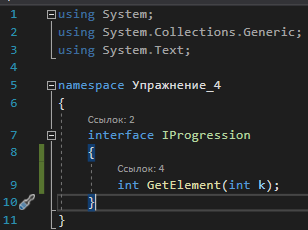 1 using System;
2 using System.Collections.Generic;
3 using System.Text;
4
5 namespace Упражнение_4
6 {
Ссылок: 2
7 interface IProgression
8 {
Ссылок: 4
9 int GetElement(int k);
10 }
11 }